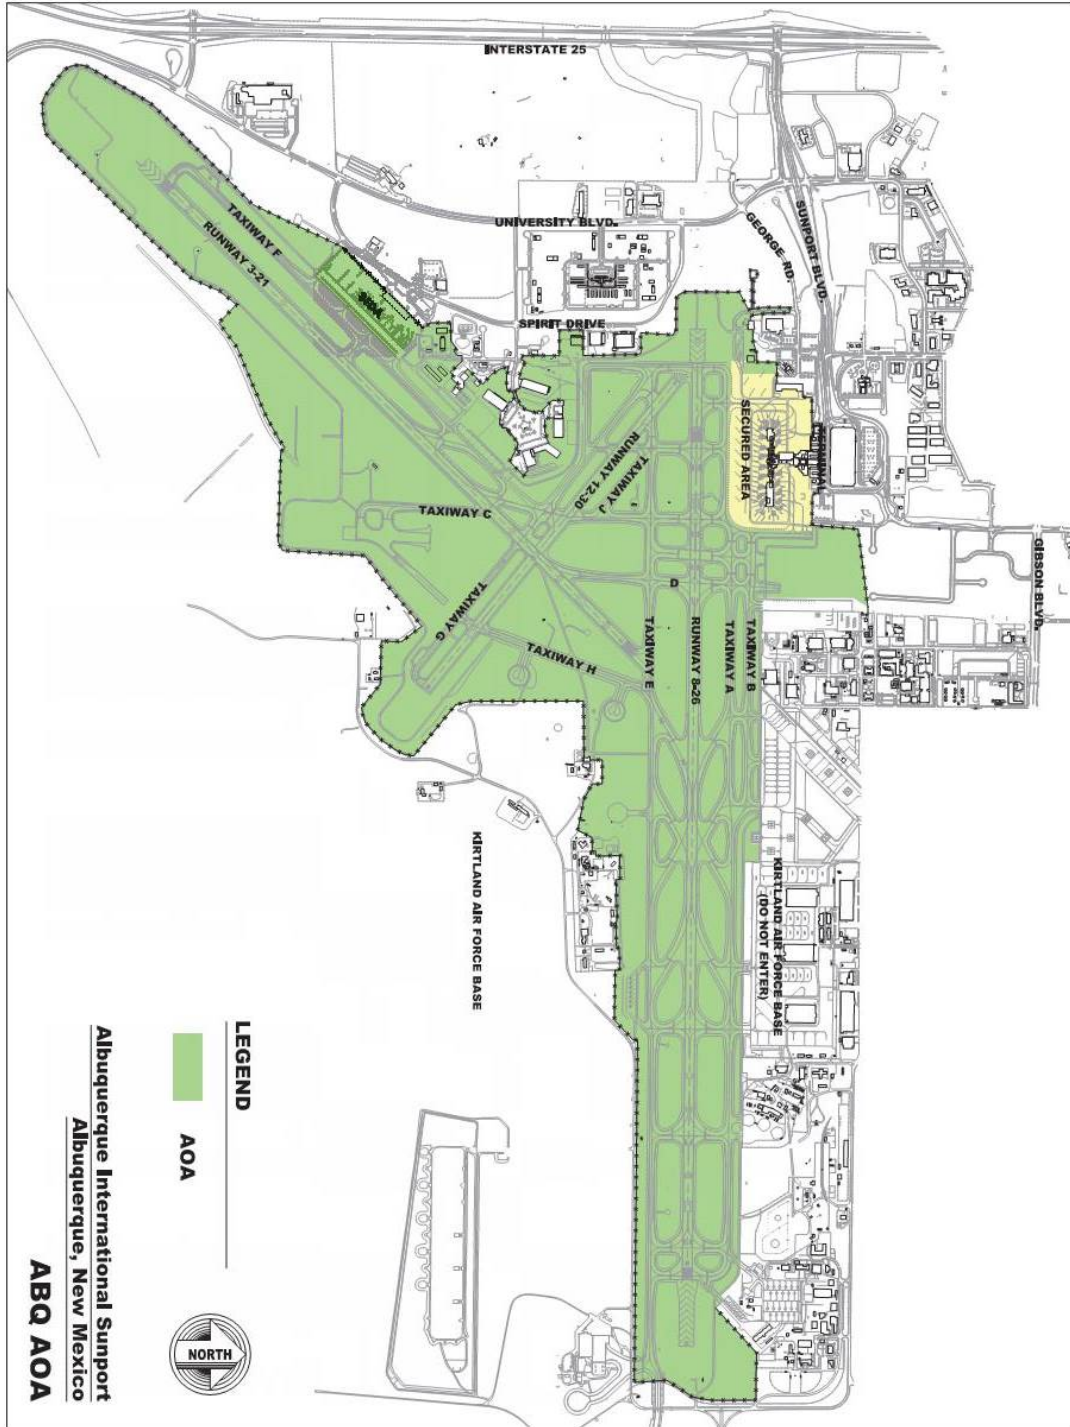 INTERSTATE 25
UNIVERSITY BLVD.
GEORGE RD.
SUNPORT BLVD.
SPIRIT DRIVE
TAXIWAY F
RUNWAY 3-21
TERMINAL
SECURED AREA
RUNWAY 12-30
TAXIWAY J
TAXIWAY C
GIBSON BLVD.
D
TAXIWAY G
TAXIWAY H
TAXIWAY E
RUNWAY 8-26
TAXIWAY A
TAXIWAY B
KIRTLAND AIR FORCE BASE
KIRTLAND AIR FORCE BASE
(DO NOT ENTER)
LEGEND
AOA
NORTH
Albuquerque International Sunport
Albuquerque, New Mexico
ABQ AOA